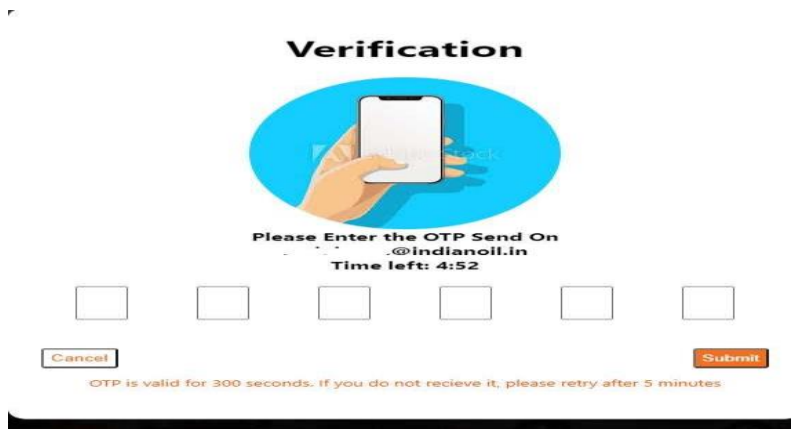 Verification
Please Enter the OTP Send On
@indianoil.in
Time left: 4:52
Cancel
Submit
OTP is valid for 300 seconds. If you do not recieve it, please retry after 5 minutes